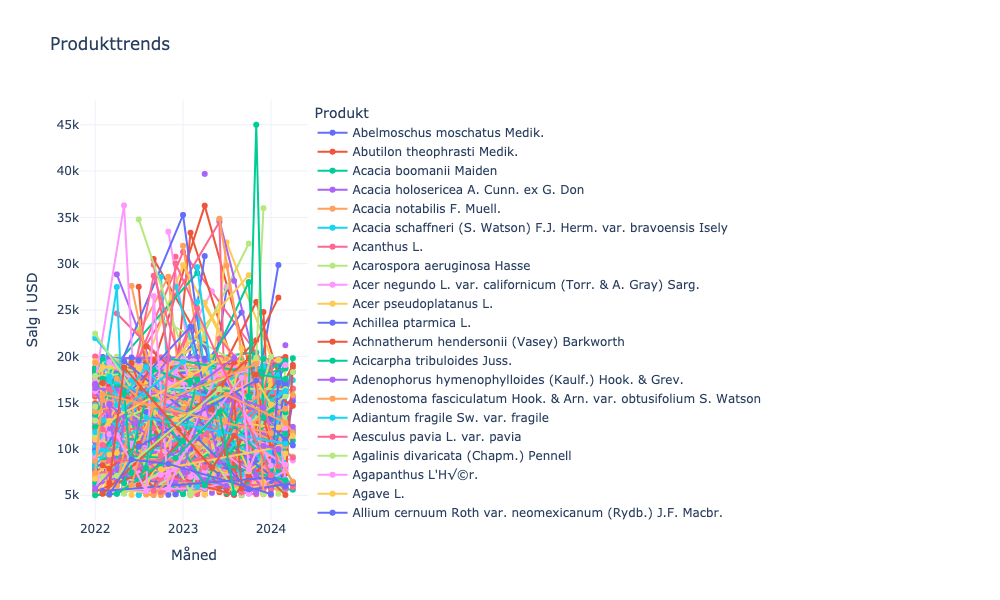 Produkttrends
Produkt
Abelmoschus moschatus Medik.
Abutilon theophrasti Medik.
Acacia boomanii Maiden
Acacia holosericea A. Cunn. ex G. Don
Acacia notabilis F. Muell.
Acacia schaffneri (S. Watson) F.J. Herm. var. bravoensis Isely
Acanthus L.
Acarospora aeruginosa Hasse
Acer negundo L. var. californicum (Torr. & A. Gray) Sarg.
Acer pseudoplatanus L.
Achillea ptarmica L.
Achnatherum hendersonii (Vasey) Barkworth
Acicarpha tribuloides Juss.
Adenophorus hymenophylloides (Kaulf.) Hook. & Grev.
Adenostoma fasciculatum Hook. & Arn. var. obtusifolium S. Watson
Adiantum fragile Sw. var. fragile
Aesculus pavia L. var. pavia
Agalinis divaricata (Chapm.) Pennell
Agapanthus L'H√©r.
Agave L.
Allium cernuum Roth var. neomexicanum (Rydb.) J.F. Macbr.
45k
40k
35k
30k
25k
20k
15k
10k
5k
Salg i USD
2022
2023
2024
Måned